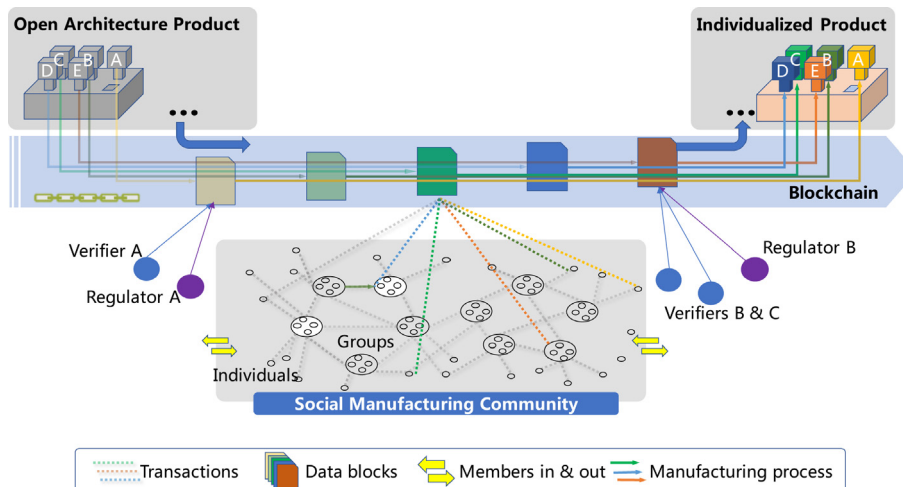 Open Architecture Product
Individualized Product
C B A
D E
C B A
D E
...
...
Blockchain
Verifier A
Regulator A
Regulator B
Verifiers B & C
Groups
Individuals
Social Manufacturing Community
Transactions
Data blocks
Members in & out
Manufacturing process